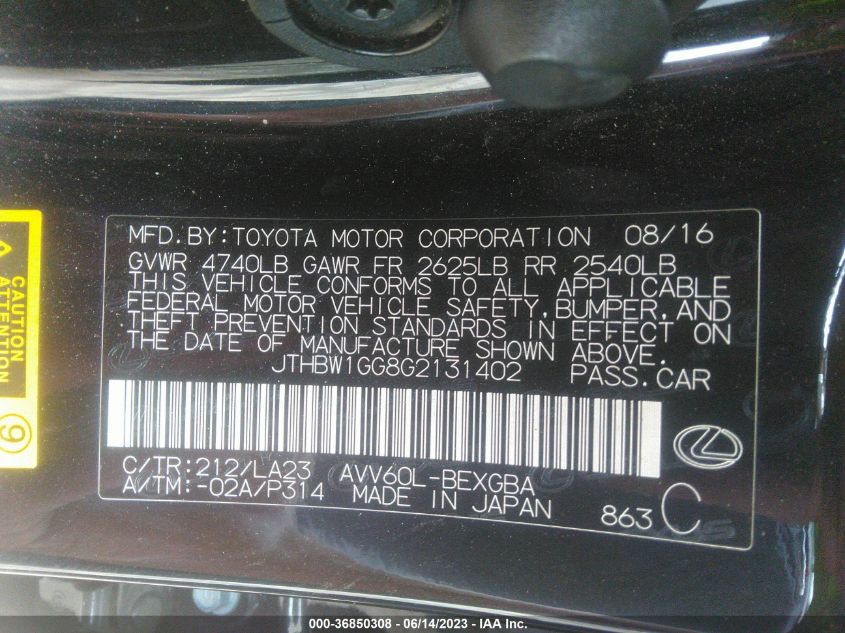 MFD.BY:TOYOTA MOTOR CORPORATION 08/16
GVWR 4740LB GAWR FR 2625LB RR 2540LB
THIS VEHICLE CONFORMS TO ALL APPLICABLE
FEDERAL MOTOR VEHICLE SAFETY,BUMPER,AND
THEFT PREVENTION STANDARDS IN EFFECT ON
THE DATE OF MANUFACTURE SHOWN ABOVE.
JTHBW1GG8G2131402 PASS.CAR
C/TR:212/LA23 AVV60L-BEXGBA
A/TM:-02A/P314 MADE IN JAPAN
863 C
CAUTION
ATTENTION
9
000-36850308 - 06/14/2023 - IAA Inc.